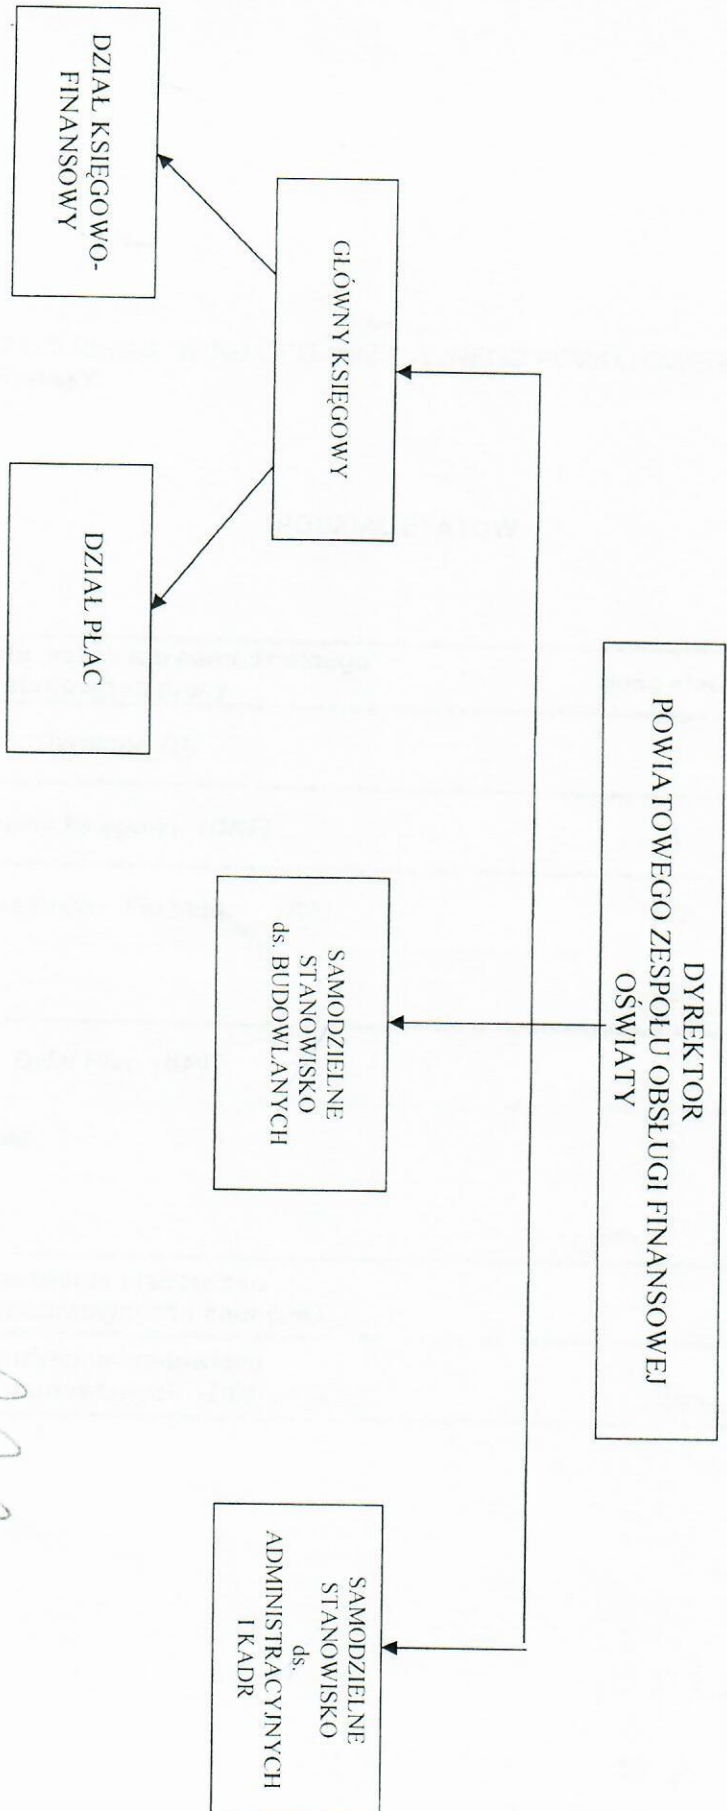 DYREKTOR
POWIATOWEGO ZESPOŁU OBSŁUGI FINANSOWEJ
OŚWIATY
GŁÓWNY KSIĘGOWY
SAMODZIELNE
STANOWISKO
ds. BUDOWLANYCH
SAMODZIELNE
STANOWISKO
ds.
ADMINISTRACYJNYCH
I KADR
DZIAŁ KSIĘGOWO-
FINANSOWY
DZIAŁ PŁAC